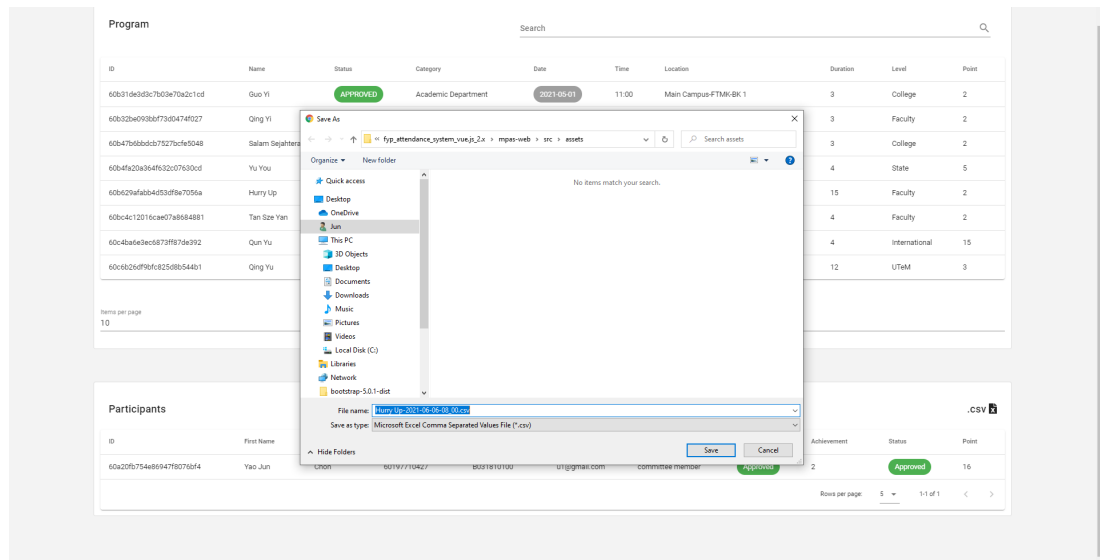 Program
Search
ID Name Status Category Date Time Location Duration Level Point
60b31de3d3c7b03e70a2c1cd Guo Yi APPROVED Academic Department 2021-05-01 11:00 Main Campus-FTMK-BK 1 3 College 2
60b32be093bbf73d0474f027 Qing Yi 3 Faculty 2
60b47b6bbdcb7527bcfe5048 Salam Sejahtera 3 College 2
60b4fa20a364f632c07630cd Yu You 4 State 5
60b629afabb4d53df8e7056a Hurry Up 15 Faculty 2
60bc4c12016cae07a8684881 Tan Sze Yan 4 Faculty 2
60c4ba6e3ec6873ff87de392 Qun Yu 4 International 15
60c6b26df9bfc825d8b544b1 Qing Yu 12 UTeM 3
Items per page
10
Save As
« fyp_attendance_system_vue.js_2.x › mpas-web › src › assets
Search assets
Organize New folder
Quick access
Desktop
OneDrive
Jun
This PC
3D Objects
Desktop
Documents
Downloads
Music
Pictures
Videos
Local Disk (C:)
Libraries
Network
bootstrap-5.0.1-dist
No items match your search.
File name: Hurry Up-2021-06-06-08_00.csv
Save as type: Microsoft Excel Comma Separated Values File (*.csv)
Hide Folders Save Cancel
Participants .csv
ID First Name Achievement Status Point
60a20fb754e86947f8076bf4 Yao Jun Chon 60197710427 B031810100 01@gmail.com committee member Approved 2 Approved 16
Rows per page: 5 1-1 of 1